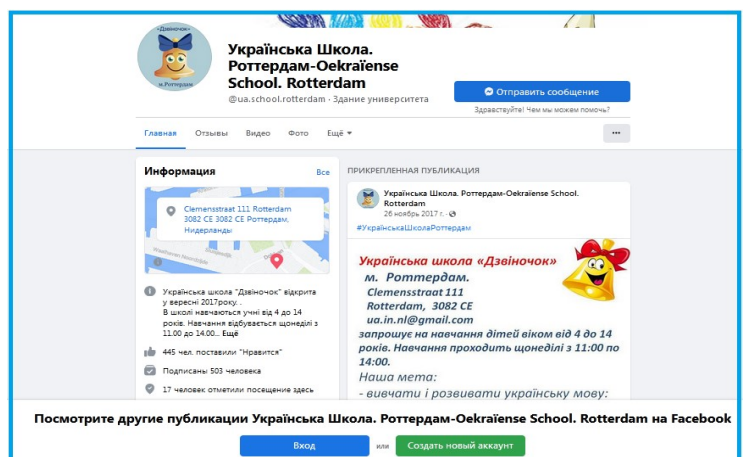 «Дзвіночок»
м.Роттердам
Українська Школа.
Роттердам-Oekraïense
School. Rotterdam
@ua.school.rotterdam · Здание университета
Отправить сообщение
Здравствуйте! Чем мы можем помочь?
Главная Отзывы Видео Фото Ещё
Информация
Все
Clemensstraat 111 Rotterdam
3082 CE 3082 CE Роттердам,
Нидерланды
Українська школа "Дзвіночок" відкрита
у вересні 2017року. .
В школі навчаються учні від 4 до 14
років. Навчання відбувається щонеділі з
11.00 до 14.00... Ещё
445 чел. поставили "Нравится"
Подписаны 503 человека
17 человек отметили посещение здесь
ПРИКРЕПЛЕННАЯ ПУБЛИКАЦИЯ
Українська Школа. Роттердам-Oekraïense School.
Rotterdam
26 ноябрь 2017 г. ·
#УкраїнськаШколаРоттердам
Українська школа «Дзвіночок»
м. Роттердам.
Clemensstraat 111
Rotterdam, 3082 CE
ua.in.nl@gmail.com
запрошує на навчання дітей віком від 4 до 14
років. Навчання проходить щонеділі з 11:00 по
14:00.
Наша мета:
- вивчати і розвивати українську мову:
Посмотрите другие публикации Українська Школа. Роттердам-Oekraïense School. Rotterdam на Facebook
Вход
или
Создать новый аккаунт